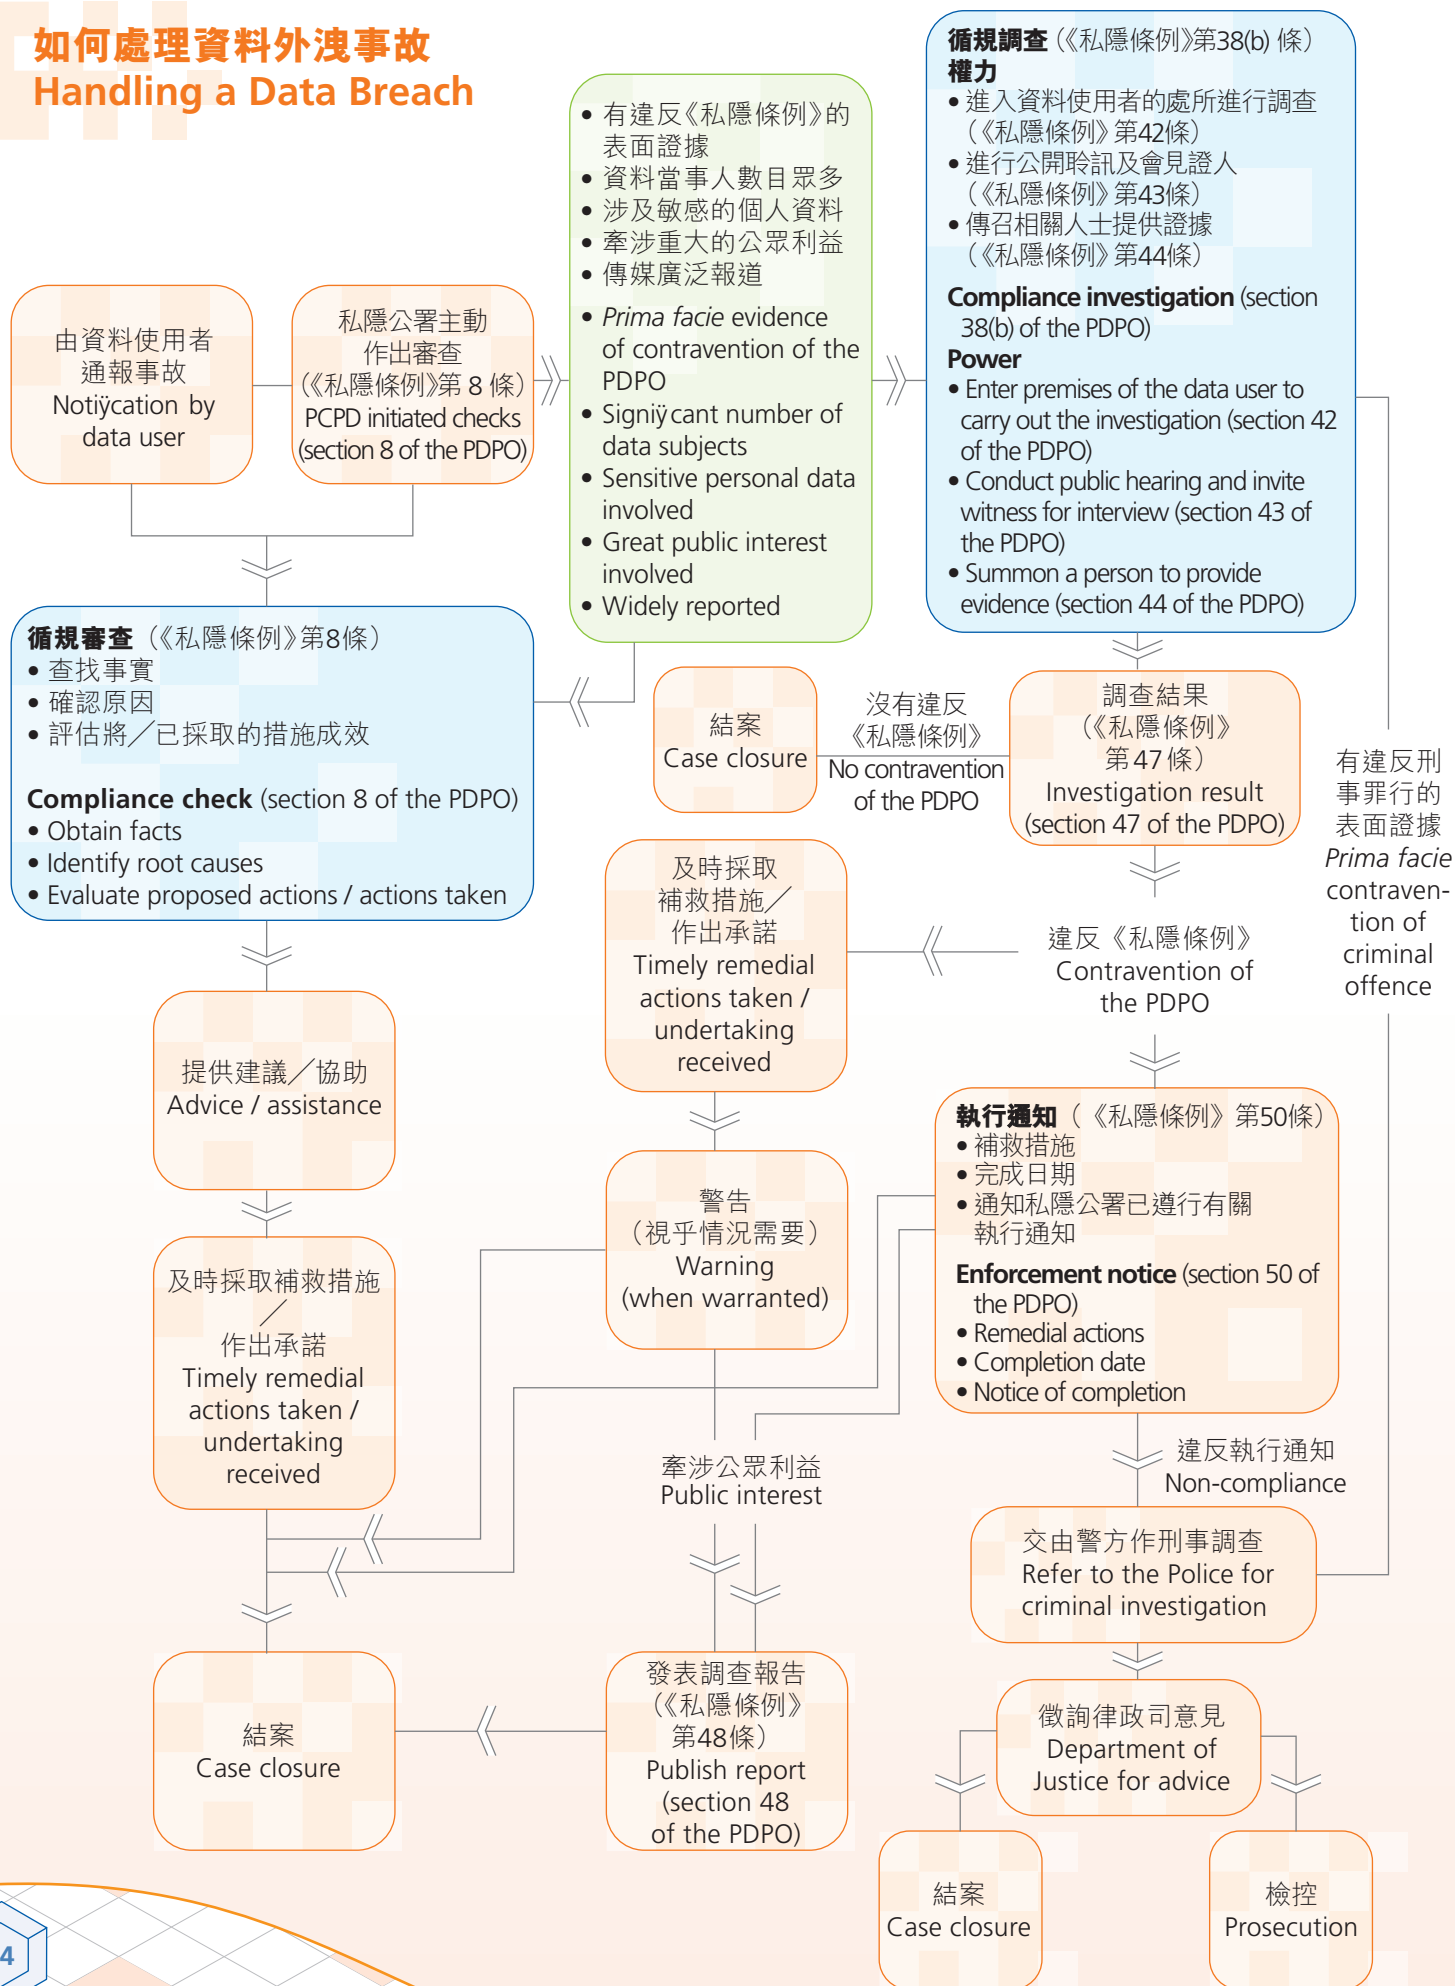 如何處理資料外洩事故
Handling a Data Breach
由資料使用者
通報事故
Notiÿcation by
data user
私隱公署主動
作出審查
(《私隱條例》第 8 條)
PCPD initiated checks
(section 8 of the PDPO)
• 有違反《私隱條例》的
表面證據
• 資料當事人數目眾多
• 涉及敏感的個人資料
• 牽涉重大的公眾利益
• 傳媒廣泛報道
• Prima facie evidence
of contravention of the
PDPO
• Signiÿcant number of
data subjects
• Sensitive personal data
involved
• Great public interest
involved
• Widely reported
循規調查(《私隱條例》第38(b) 條)
權力
• 進入資料使用者的處所進行調查
(《私隱條例》第42條)
• 進行公開聆訊及會見證人
(《私隱條例》第43條)
• 傳召相關人士提供證據
(《私隱條例》第44條)
Compliance investigation (section
38(b) of the PDPO)
Power
• Enter premises of the data user to
carry out the investigation (section 42
of the PDPO)
• Conduct public hearing and invite
witness for interview (section 43 of
the PDPO)
• Summon a person to provide
evidence (section 44 of the PDPO)
循規審查(《私隱條例》第8條)
• 查找事實
• 確認原因
• 評估將／已採取的措施成效
Compliance check (section 8 of the PDPO)
• Obtain facts
• Identify root causes
• Evaluate proposed actions / actions taken
結案
Case closure
沒有違反
《私隱條例》
No contravention
of the PDPO
調查結果
(《私隱條例》
第47條)
Investigation result
(section 47 of the PDPO)
有違反刑
事罪行的
表面證據
Prima facie
contraven-
tion of
criminal
offence
及時採取
補救措施／
作出承諾
Timely remedial
actions taken /
undertaking
received
違反《私隱條例》
Contravention of
the PDPO
提供建議／協助
Advice / assistance
警告
(視乎情況需要)
Warning
(when warranted)
執行通知(《私隱條例》第50條)
• 補救措施
• 完成日期
• 通知私隱公署已遵行有關
執行通知
Enforcement notice (section 50 of
the PDPO)
• Remedial actions
• Completion date
• Notice of completion
及時採取補救措施
／
作出承諾
Timely remedial
actions taken /
undertaking
received
牽涉公眾利益
Public interest
違反執行通知
Non-compliance
交由警方作刑事調查
Refer to the Police for
criminal investigation
結案
Case closure
發表調查報告
(《私隱條例》
第48條)
Publish report
(section 48
of the PDPO)
徵詢律政司意見
Department of
Justice for advice
結案
Case closure
檢控
Prosecution
4